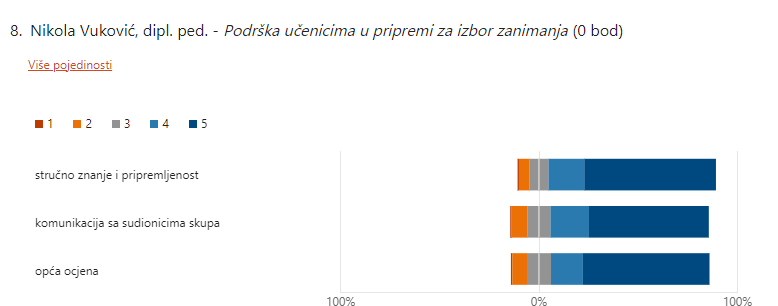 8. Nikola Vuković, dipl. ped. - Podrška učenicima u pripremi za izbor zanimanja (0 bod)
Više pojedinosti
1 2 3 4 5
stručno znanje i pripremljenost
komunikacija sa sudionicima skupa
opća ocjena
100% 0% 100%